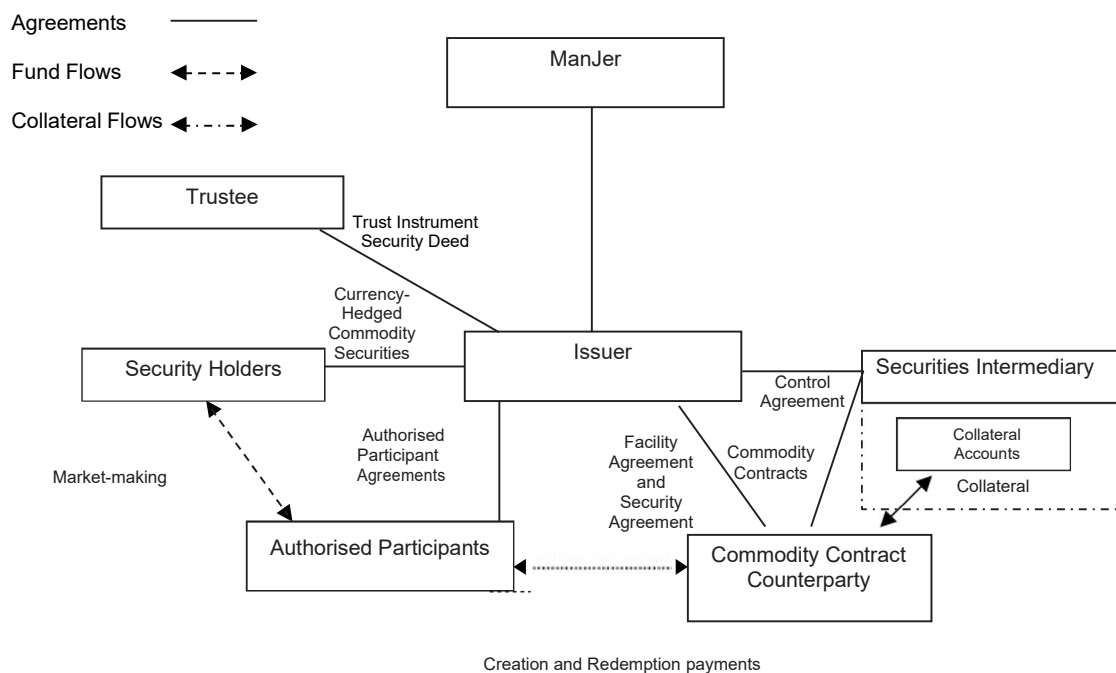 Agreements
Fund Flows
Collateral Flows
ManJer
Trustee
Trust Instrument
Security Deed
Currency-
Hedged
Commodity
Securities
Security Holders
Issuer
Securities Intermediary
Control
Agreement
Collateral
Accounts
Collateral
Authorised
Participant
Agreements
Facility
Agreement
and
Security
Agreement
Commodity
Contracts
Market-making
Authorised Participants
Commodity Contract
Counterparty
Creation and Redemption payments